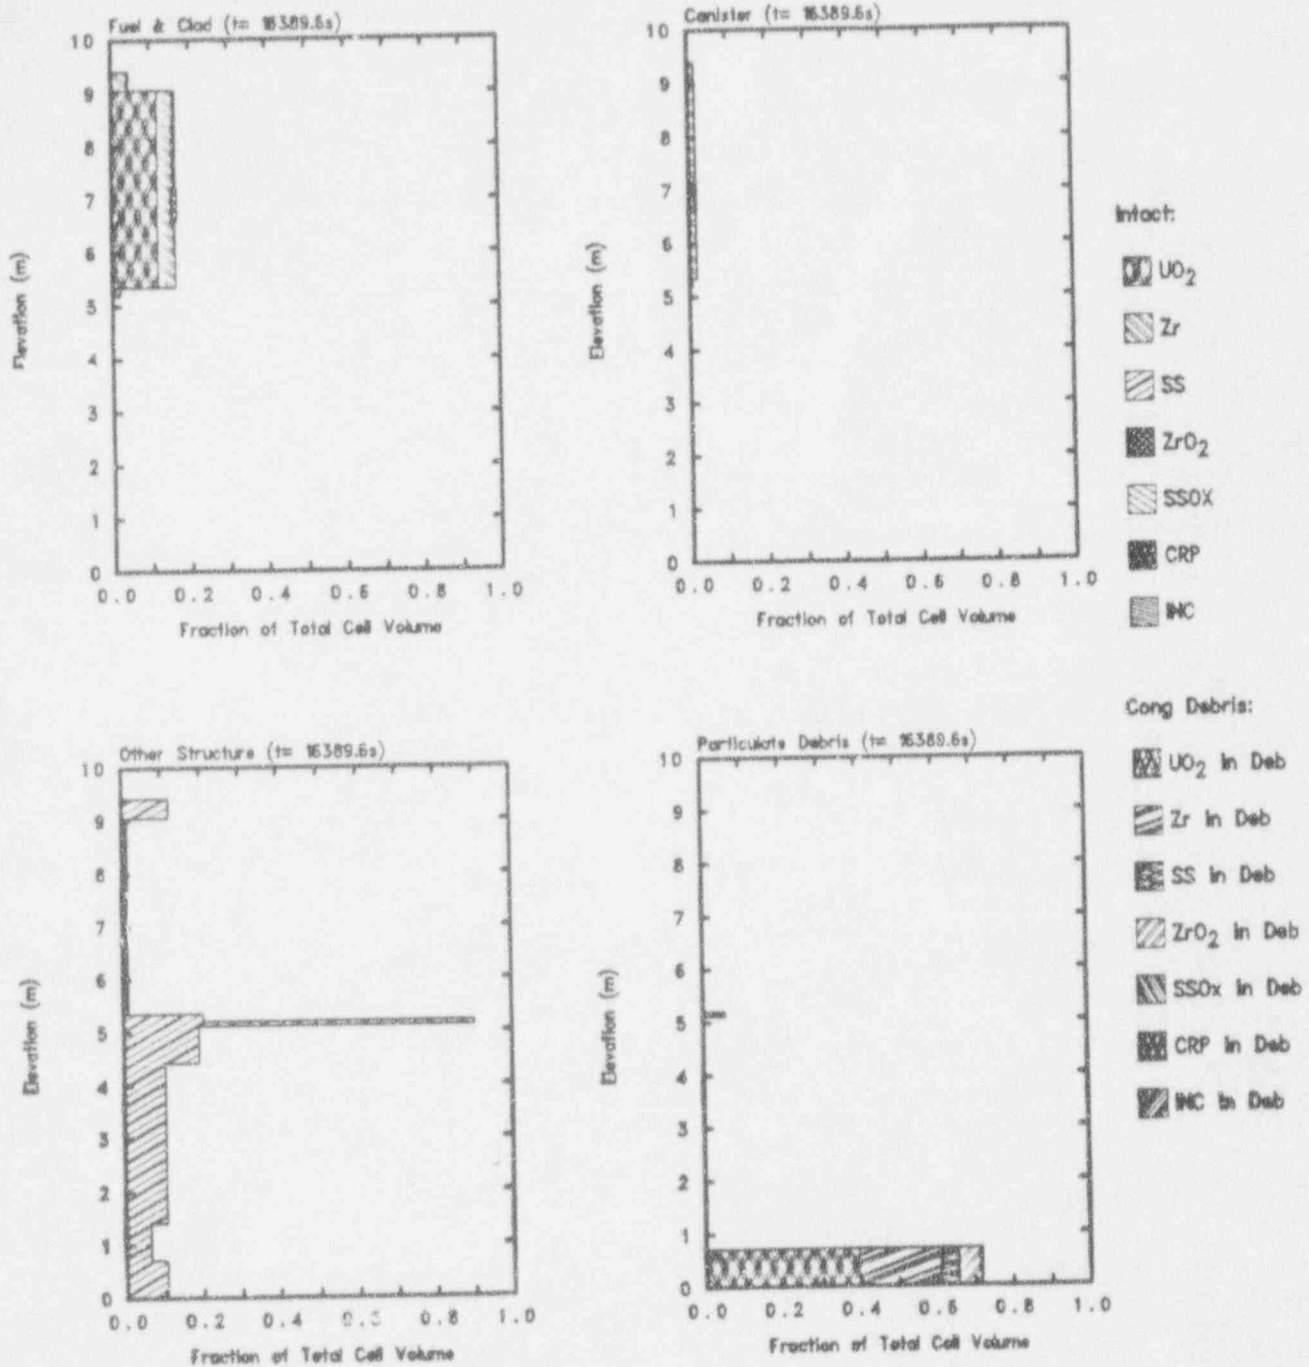 Fuel & Clad (t= 16389.6s)
10
9
8
7
6
5
4
3
2
1
0
Elevation (m)
0.0 0.2 0.4 0.6 0.8 1.0
Fraction of Total Cell Volume
Canister (t= 16389.6s)
10
9
8
7
6
5
4
3
2
1
0
Elevation (m)
0.0 0.2 0.4 0.6 0.8 1.0
Fraction of Total Cell Volume
Intact:
UO₂
Zr
SS
ZrO₂
SSOX
CRP
INC
Other Structure (t= 16389.6s)
10
9
8
7
6
5
4
3
2
1
0
Elevation (m)
0.0 0.2 0.4 0.6 0.8 1.0
Fraction of Total Cell Volume
Particulate Debris (t= 16389.6s)
10
9
8
7
6
5
4
3
2
1
0
Elevation (m)
0.0 0.2 0.4 0.6 0.8 1.0
Fraction of Total Cell Volume
Cong Debris:
UO₂ In Deb
Zr In Deb
SS In Deb
ZrO₂ In Deb
SSOx In Deb
CRP In Deb
INC In Deb